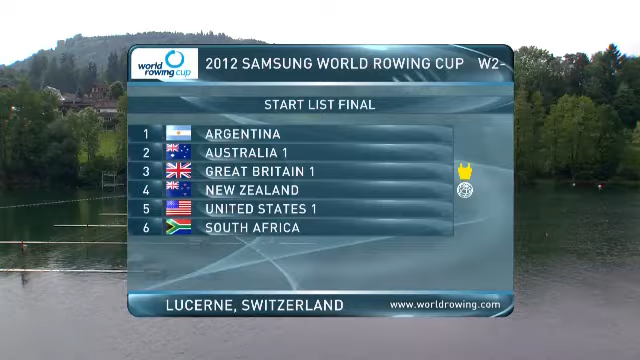 world rowing cup
2012 SAMSUNG WORLD ROWING CUP W2-
START LIST FINAL
1 ARGENTINA
2 AUSTRALIA 1
3 GREAT BRITAIN 1
4 NEW ZEALAND
5 UNITED STATES 1
6 SOUTH AFRICA
LUCERNE, SWITZERLAND www.worldrowing.com